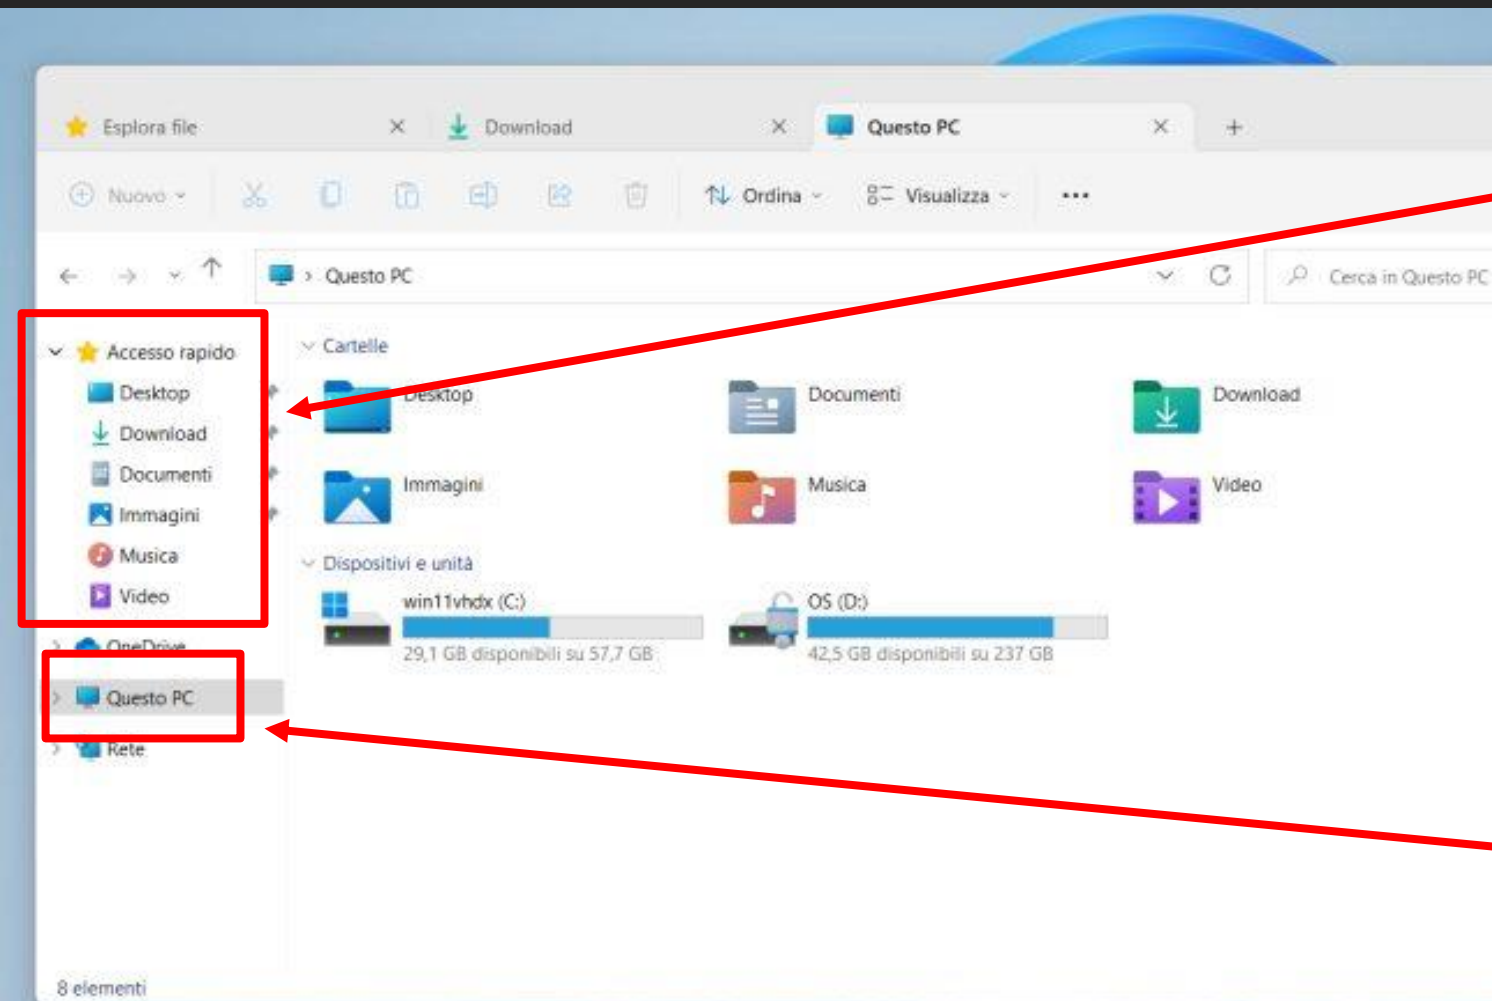 Esplora file
Download
Questo PC
Nuovo
Ordina
Visualizza
Questo PC
Cerca in Questo PC
Accesso rapido
Desktop
Download
Documenti
Immagini
Musica
Video
OneDrive
Questo PC
Rete
Cartelle
Desktop
Documenti
Download
Immagini
Musica
Video
Dispositivi e unità
win11vhdx (C:)
29,1 GB disponibili su 57,7 GB
OS (D:)
42,5 GB disponibili su 237 GB
8 elementi